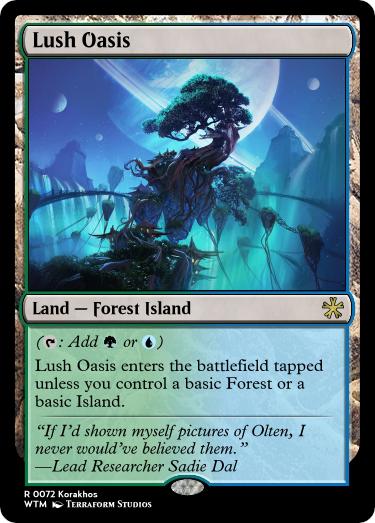 Lush Oasis
Land — Forest Island
(: Add or )
Lush Oasis enters the battlefield tapped
unless you control a basic Forest or a
basic Island.
“If I’d shown myself pictures of Olten, I
never would’ve believed them.”
—Lead Researcher Sadie Dal
R 0072 Korakhos
WTM Terraform Studios